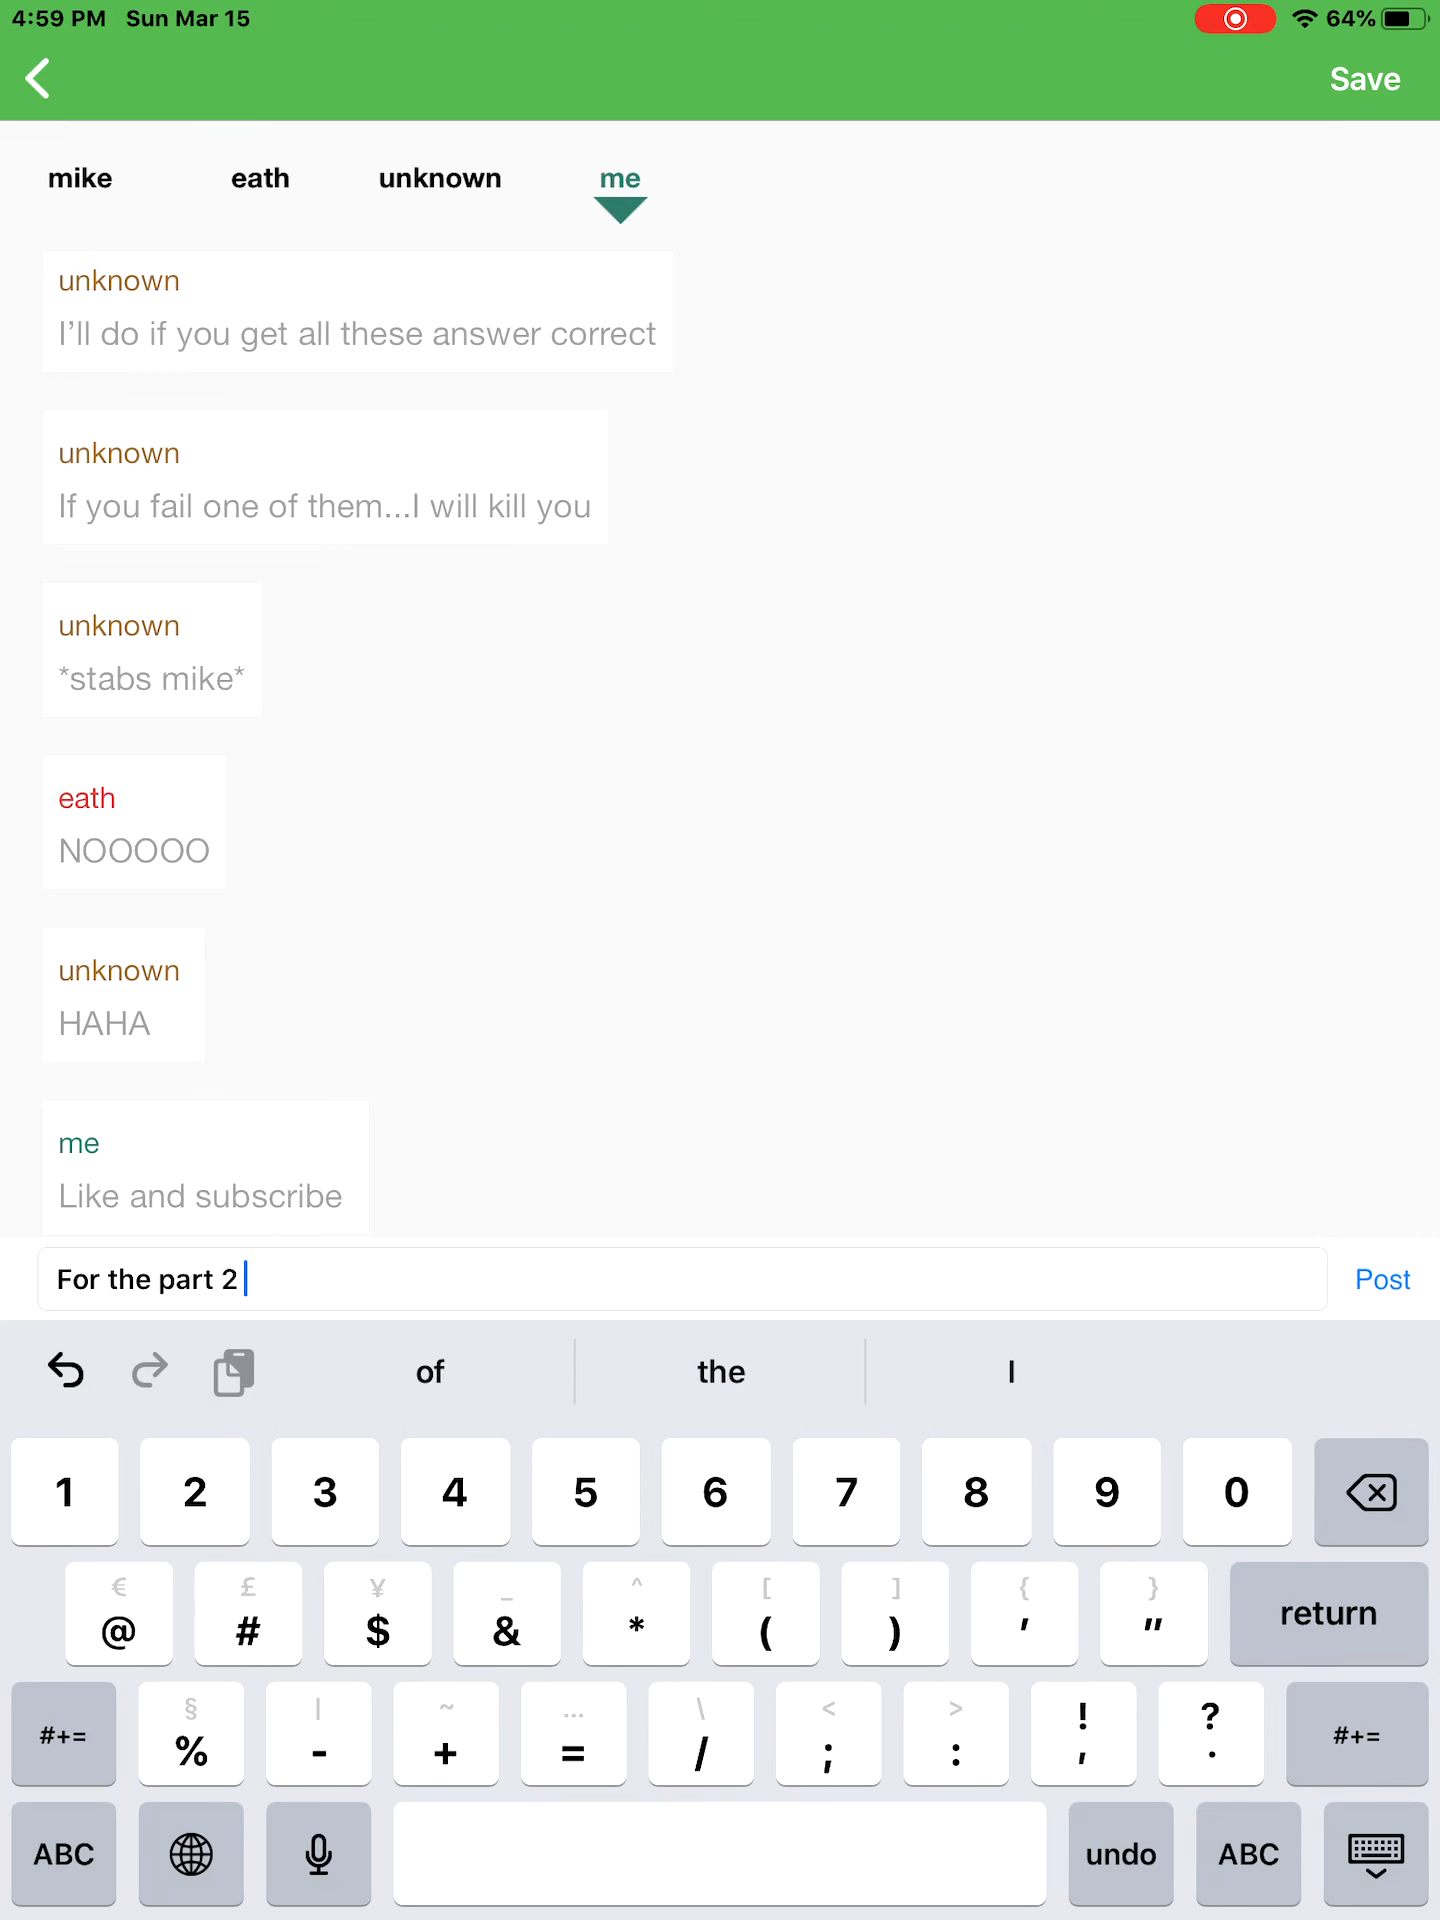 4:59 PM Sun Mar 15 64%
Save
mike eath unknown me
unknown
I’ll do if you get all these answer correct
unknown
If you fail one of them...I will kill you
unknown
*stabs mike*
eath
NOOOOO
unknown
HAHA
me
Like and subscribe
For the part 2
Post
of the I
1 2 3 4 5 6 7 8 9 0
€ £ ¥ _ ^ [ ] { }
@ # $ & * ( ) ' " return
§ | ~ … \ < > ! ?
#+= % - + = / ; : , . #+=
ABC undo ABC